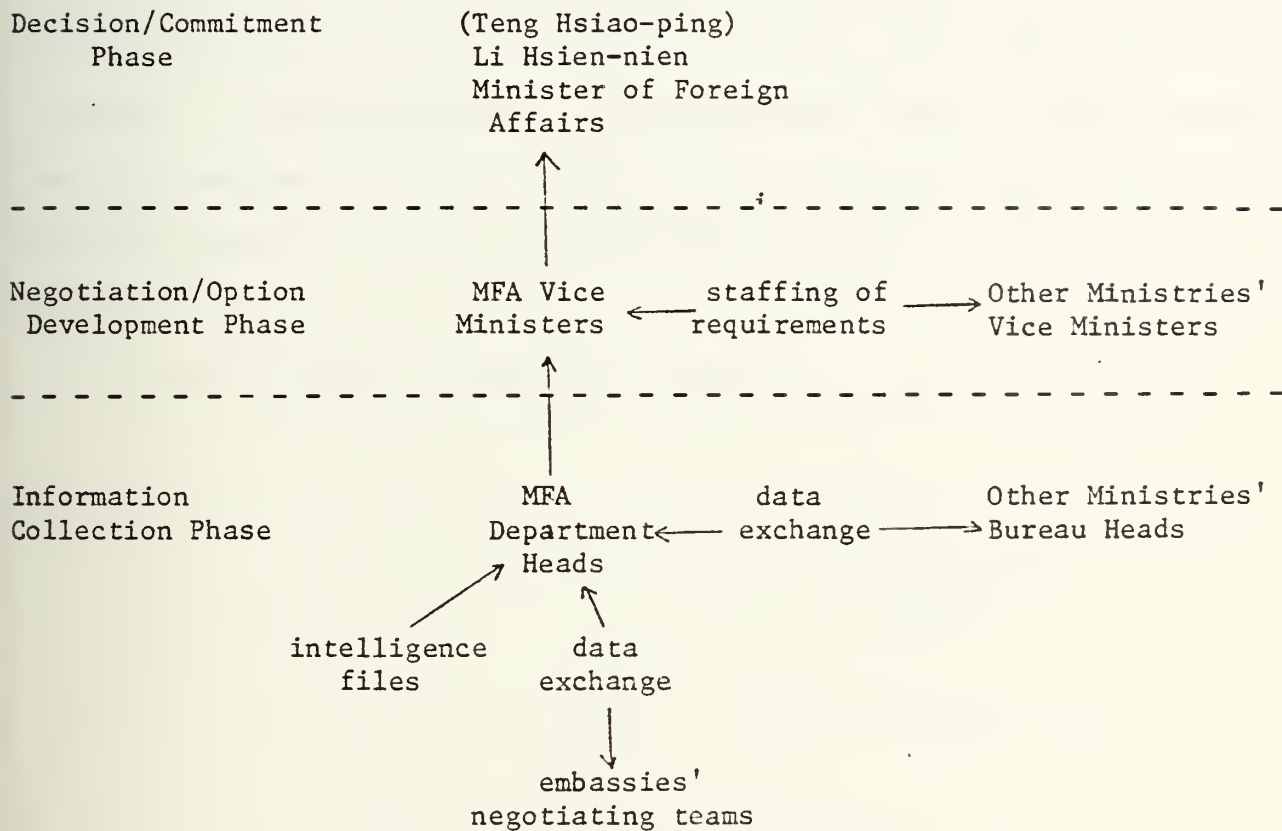 Decision/Commitment
Phase
(Teng Hsiao-ping)
Li Hsien-nien
Minister of Foreign
Affairs
Negotiation/Option
Development Phase
MFA Vice
Ministers
staffing of
requirements
Other Ministries'
Vice Ministers
Information
Collection Phase
MFA
Department
Heads
data
exchange
Other Ministries'
Bureau Heads
intelligence
files
data
exchange
embassies'
negotiating teams